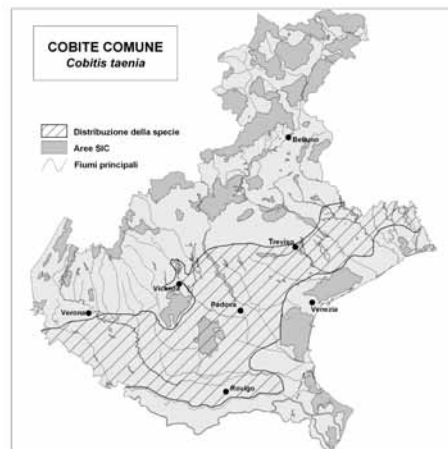 COBITE COMUNE
Cobitis taenia
Distribuzione della specie
Aree SIC
Fiumi principali
Belluno
Treviso
Vicenza
Verona
Padova
Venezia
Rovigo